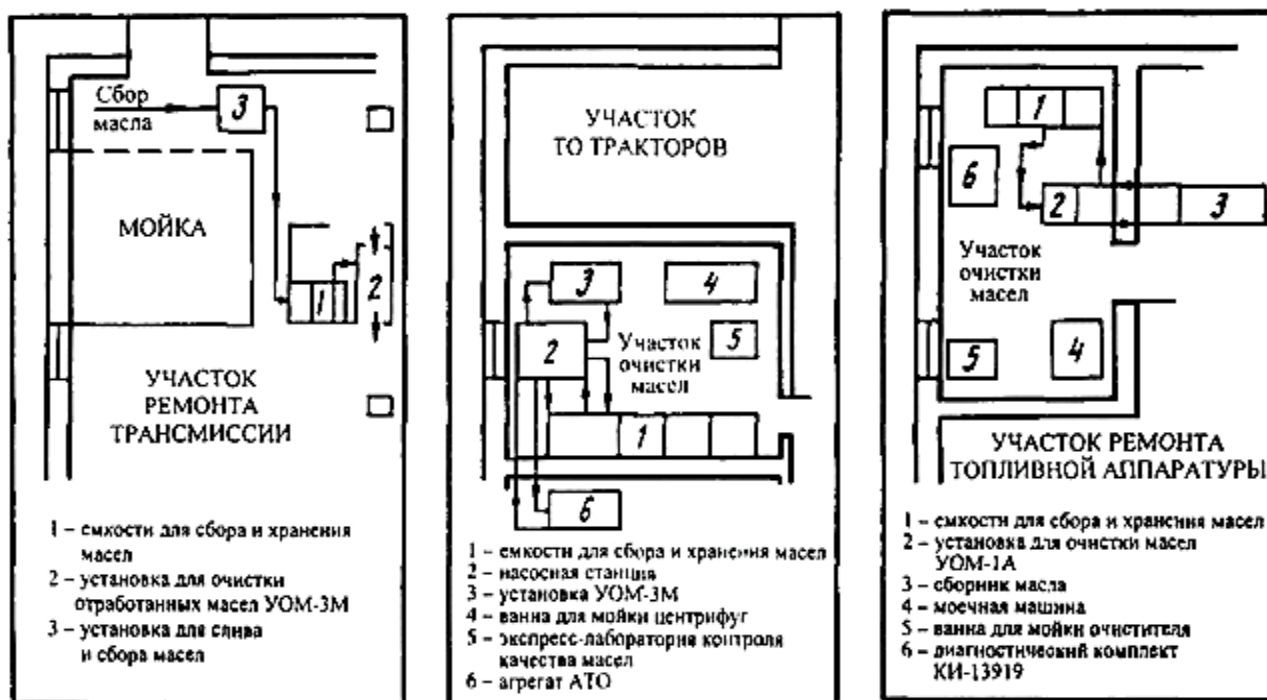 Сбор
масла
3
МОЙКА
1
2
УЧАСТОК
РЕМОНТА
ТРАНСМИССИИ
1 – емкости для сбора и хранения
масел
2 – установка для очистки
отработанных масел УОМ-3М
3 – установка для слива
и сбора масел
УЧАСТОК
ТО ТРАКТОРОВ
3
4
2
Участок
очистки
масел
5
1
6
1 – емкости для сбора и хранения масел
2 – насосная станция
3 – установка УОМ-3М
4 – ванна для мойки центрифуг
5 – экспресс-лаборатория контроля
качества масел
6 – агрегат АТО
1
6
2
3
Участок
очистки
масел
5
4
УЧАСТОК РЕМОНТА
ТОПЛИВНОЙ АППАРАТУРЫ
1 – емкости для сбора и хранения масел
2 – установка для очистки масел
УОМ-1А
3 – сборник масла
4 – моечная машина
5 – ванна для мойки очистителя
6 – диагностический комплект
КИ-13919